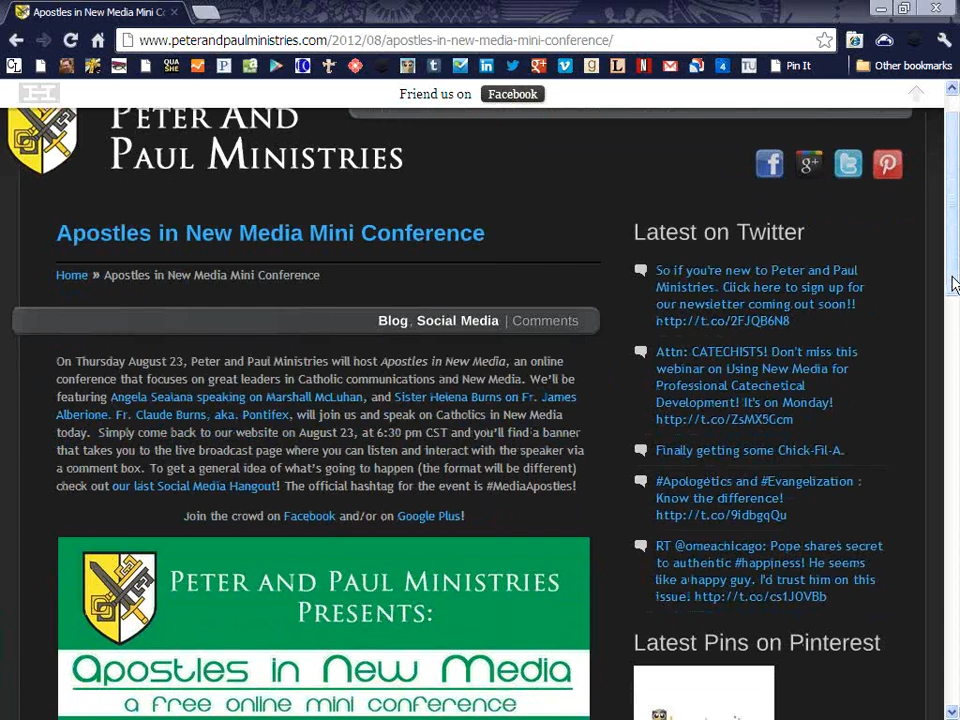 Apostles in New Media Mini Co
www.peterandpaulministries.com/2012/08/apostles-in-new-media-mini-conference/
QUA SHE
Pin It
Other bookmarks
Friend us on Facebook
Peter And
Paul Ministries
Apostles in New Media Mini Conference
Home » Apostles in New Media Mini Conference
Blog, Social Media | Comments
On Thursday August 23, Peter and Paul Ministries will host Apostles in New Media, an online
conference that focuses on great leaders in Catholic communications and New Media. We'll be
featuring Angela Sealana speaking on Marshall McLuhan, and Sister Helena Burns on Fr. James
Alberione. Fr. Claude Burns, aka. Pontifex, will join us and speak on Catholics in New Media
today. Simply come back to our website on August 23, at 6:30 pm CST and you'll find a banner
that takes you to the live broadcast page where you can listen and interact with the speaker via
a comment box. To get a general idea of what's going to happen (the format will be different)
check out our last Social Media Hangout! The official hashtag for the event is #MediaApostles!
Join the crowd on Facebook and/or on Google Plus!
Peter and Paul Ministries
Presents:
Apostles in New Media
a free online mini conference
Latest on Twitter
So if you're new to Peter and Paul
Ministries. Click here to sign up for
our newsletter coming out soon!!
http://t.co/2FJQB6N8
Attn: CATECHISTS! Don't miss this
webinar on Using New Media for
Professional Catechetical
Development! It's on Monday!
http://t.co/ZsMX5Gcm
Finally getting some Chick-Fil-A.
#Apologetics and #Evangelization :
Know the difference!
http://t.co/9idbgqQu
RT @omeachicago: Pope shares secret
to authentic #happiness! He seems
like a happy guy. I'd trust him on this
issue. http://t.co/cs1JOVBb
Latest Pins on Pinterest